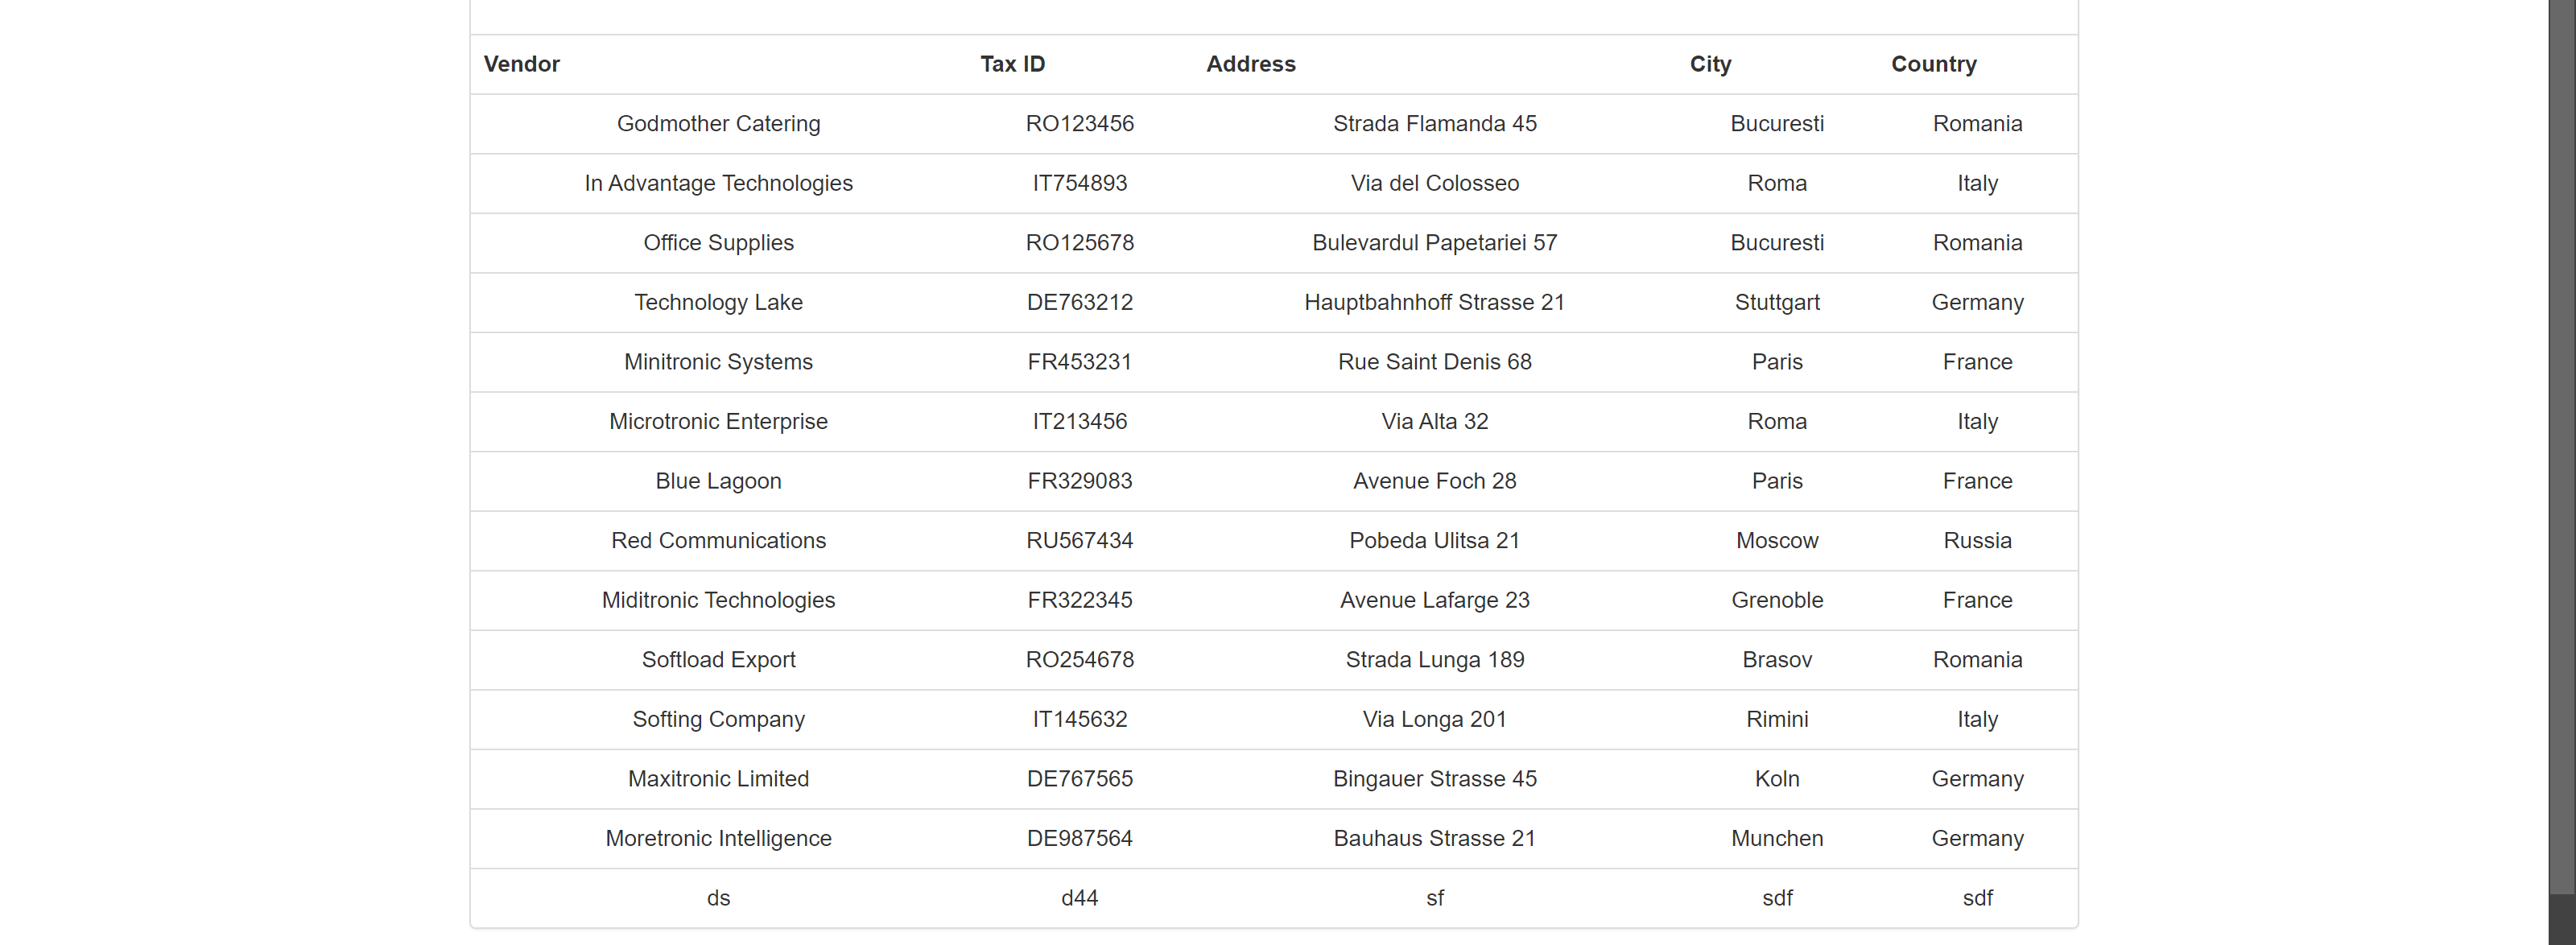 Vendor Tax ID Address City Country
Godmother Catering RO123456 Strada Flamanda 45 Bucuresti Romania
In Advantage Technologies IT754893 Via del Colosseo Roma Italy
Office Supplies RO125678 Bulevardul Papetariei 57 Bucuresti Romania
Technology Lake DE763212 Hauptbahnhoff Strasse 21 Stuttgart Germany
Minitronic Systems FR453231 Rue Saint Denis 68 Paris France
Microtronic Enterprise IT213456 Via Alta 32 Roma Italy
Blue Lagoon FR329083 Avenue Foch 28 Paris France
Red Communications RU567434 Pobeda Ulitsa 21 Moscow Russia
Miditronic Technologies FR322345 Avenue Lafarge 23 Grenoble France
Softload Export RO254678 Strada Lunga 189 Brasov Romania
Softing Company IT145632 Via Longa 201 Rimini Italy
Maxitronic Limited DE767565 Bingauer Strasse 45 Koln Germany
Moretronic Intelligence DE987564 Bauhaus Strasse 21 Munchen Germany
ds d44 sf sdf sdf